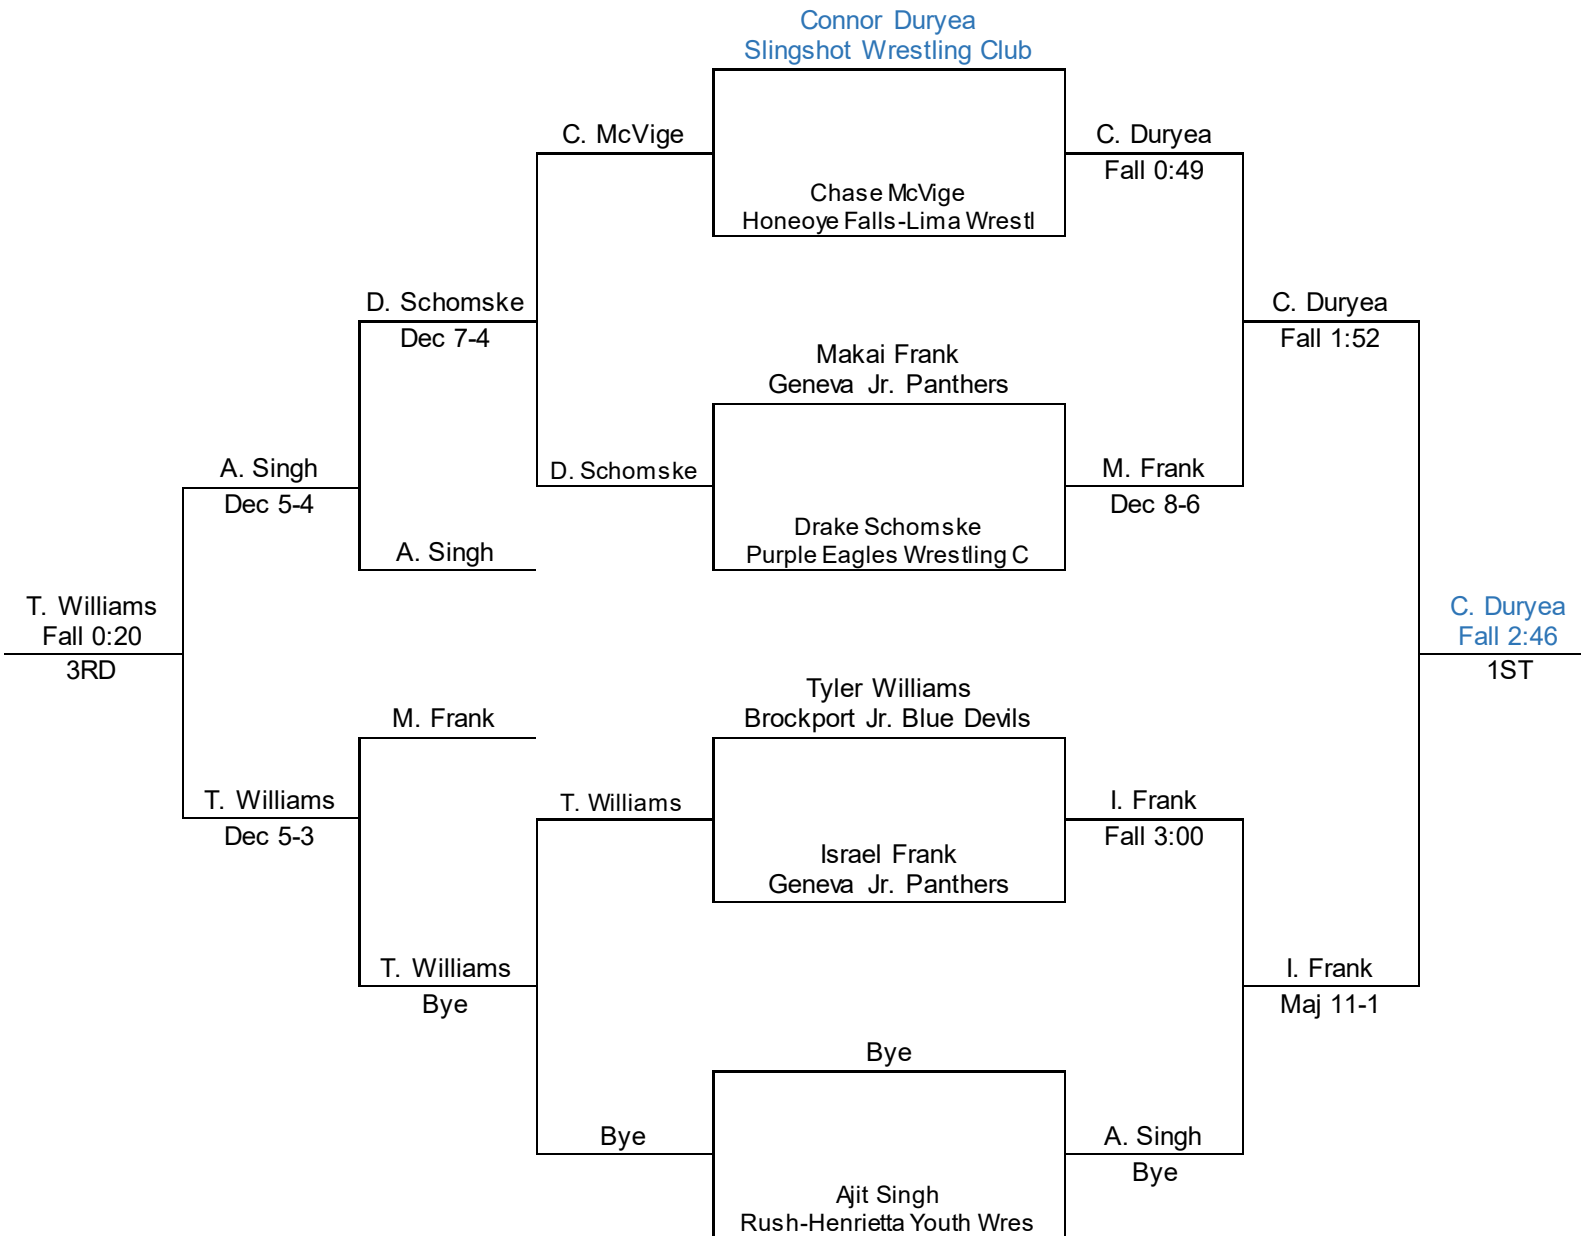 Connor Duryea
Slingshot Wrestling Club
C. McVige
C. Duryea
Fall 0:49
Chase McVige
Honeoye Falls-Lima Wrestl
D. Schomske
Dec 7-4
C. Duryea
Fall 1:52
Makai Frank
Geneva Jr. Panthers
A. Singh
Dec 5-4
D. Schomske
M. Frank
Dec 8-6
Drake Schomske
Purple Eagles Wrestling C
A. Singh
T. Williams
Fall 0:20
3RD
C. Duryea
Fall 2:46
1ST
Tyler Williams
Brockport Jr. Blue Devils
M. Frank
T. Williams
Dec 5-3
T. Williams
I. Frank
Fall 3:00
Israel Frank
Geneva Jr. Panthers
T. Williams
Bye
I. Frank
Maj 11-1
Bye
Bye
A. Singh
Bye
Ajit Singh
Rush-Henrietta Youth Wres